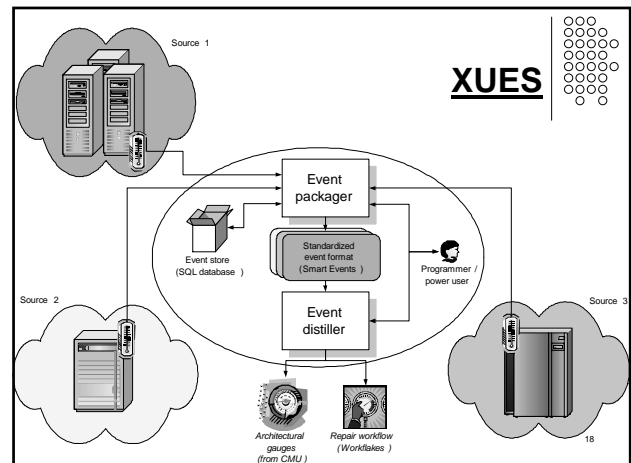 XUES
Source 1
Event
packager
Event store
(SQL database )
Standardized
event format
(Smart Events )
Programmer /
power user
Source 2
Event
distiller
Source 3
Architectural
gauges
(from CMU )
Repair workflow
(Workflakes )
18